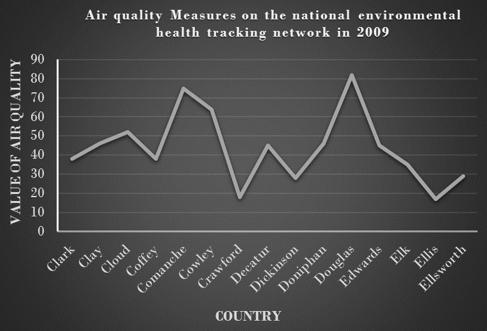 Air quality Measures on the national environmental
health tracking network in 2009
VALUE OF AIR QUALITY
90
80
70
60
50
40
30
20
10
0
Clark
Clay
Cloud
Coffey
Comanche
Cowley
Crawford
Decatur
Dickinson
Doniphan
Douglas
Edwards
Elk
Ellis
Ellsworth
COUNTRY